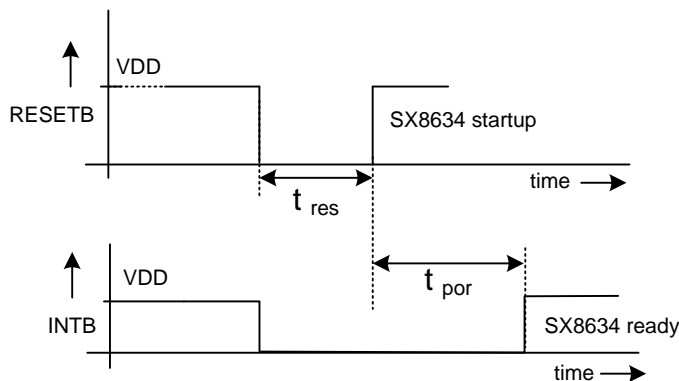 VDD
RESETB
SX8634 startup
time
t res
VDD
t por
INTB
SX8634 ready
time